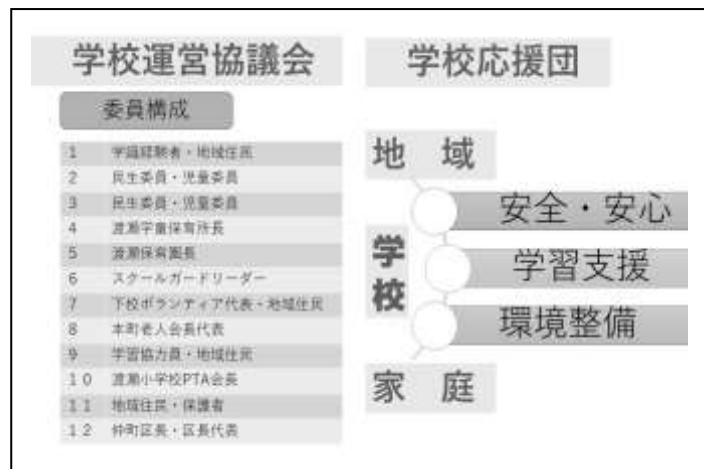 学校運営協議会
委員構成
1 学識経験者・地域住民
2 民生委員・児童委員
3 民生委員・児童委員
4 渡瀬学童保育所長
5 渡瀬保育園長
6 スクールガードリーダー
7 下校ボランティア代表・地域住民
8 本町老人会長代表
9 学習協力員・地域住民
10 渡瀬小学校PTA会長
11 地域住民・保護者
12 仲町区長・区長代表
学校応援団
地 域
学校
安全・安心
学習支援
環境整備
家 庭